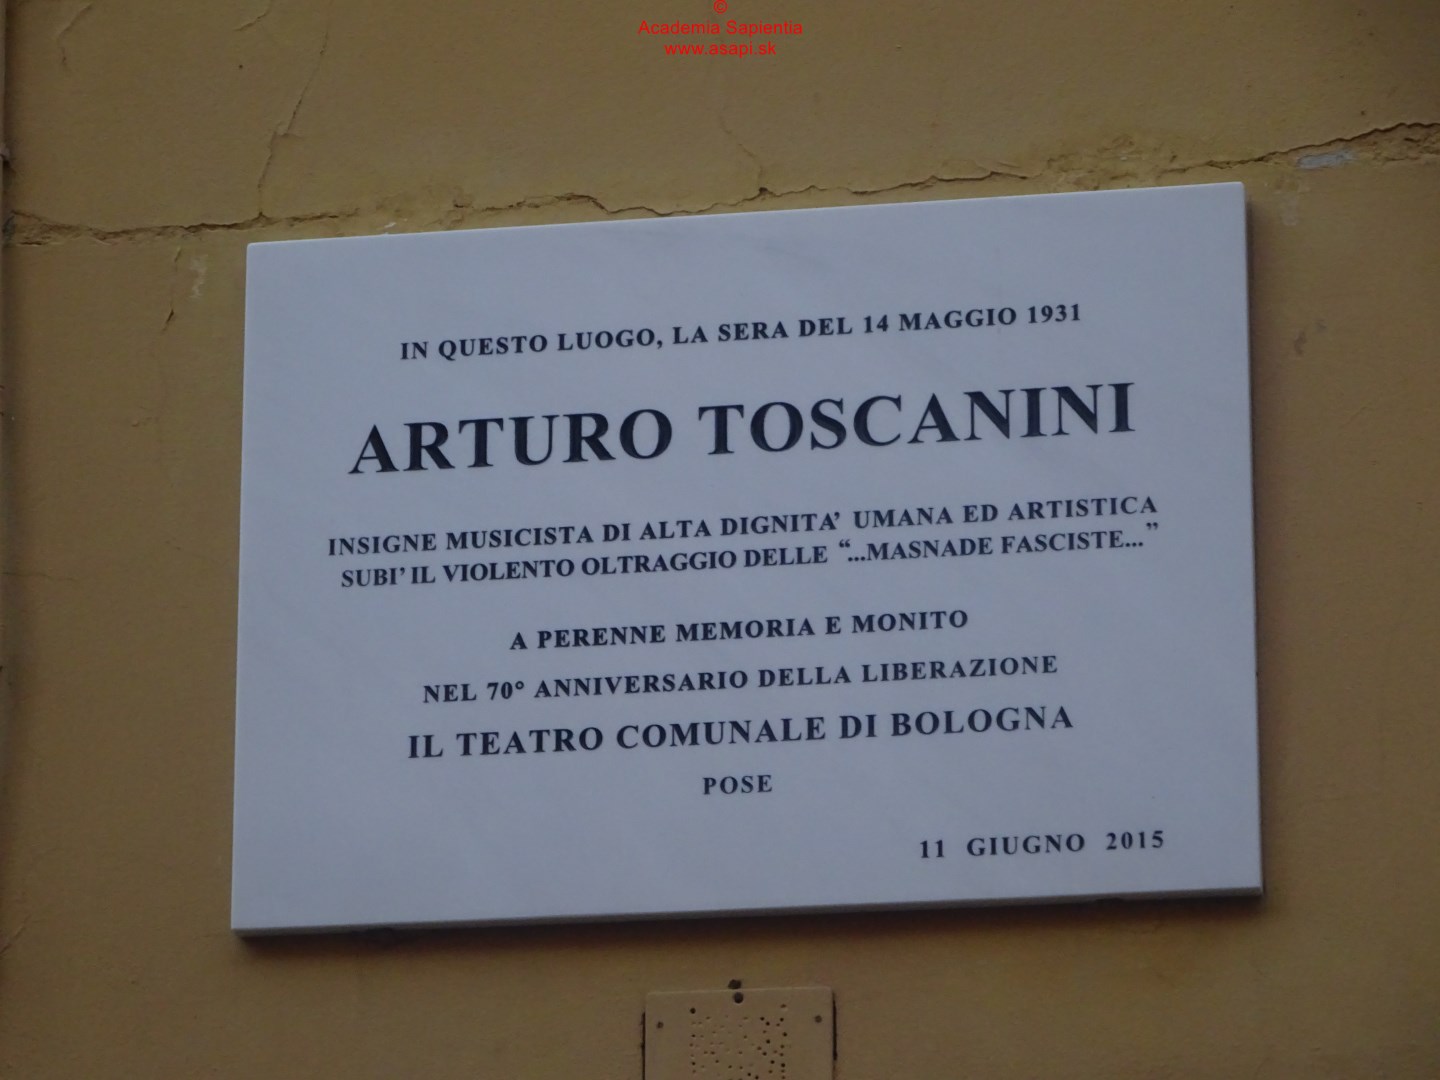 ©
Academia Sapientia
www.asapi.sk
IN QUESTO LUOGO, LA SERA DEL 14 MAGGIO 1931
ARTURO TOSCANINI
INSIGNE MUSICISTA DI ALTA DIGNITA’ UMANA ED ARTISTICA
SUBI’ IL VIOLENTO OLTRAGGIO DELLE “...MASNADE FASCISTE...”
A PERENNE MEMORIA E MONITO
NEL 70° ANNIVERSARIO DELLA LIBERAZIONE
IL TEATRO COMUNALE DI BOLOGNA
POSE
11 GIUGNO 2015